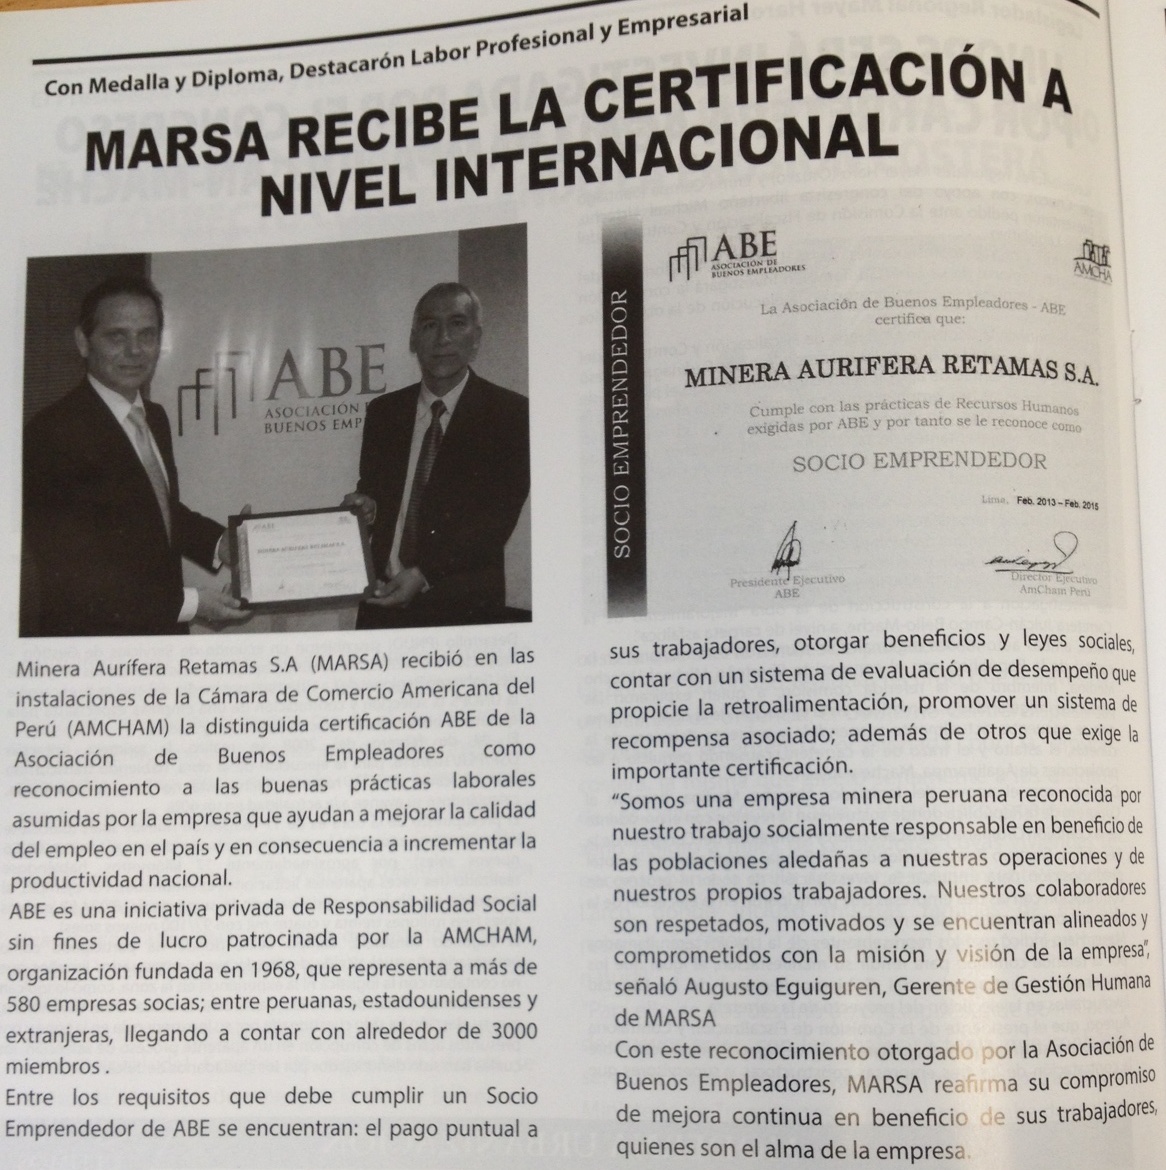 Con Medalla y Diploma, Destacarón Labor Profesional y Empresarial
MARSA RECIBE LA CERTIFICACIÓN A
NIVEL INTERNACIONAL
ABE
ASOCIACIÓN
BUENOS EMP
ABE
MINERA AURIFERA RETAMAS S.A.
SOCIO EMPRENDEDOR
ABE
ASOCIACIÓN DE
BUENOS EMPLEADORES
AMCHA
La Asociación de Buenos Empleadores - ABE
certifica que:
MINERA AURIFERA RETAMAS S.A.
Cumple con las prácticas de Recursos Humanos
exigidas por ABE y por tanto se le reconoce como
SOCIO EMPRENDEDOR
Lima, Feb. 2013 – Feb. 2015
Presidente Ejecutivo
ABE
Director Ejecutivo
AmCham Perú
Minera Aurífera Retamas S.A (MARSA) recibió en las
instalaciones de la Cámara de Comercio Americana del
Perú (AMCHAM) la distinguida certificación ABE de la
Asociación de Buenos Empleadores como
reconocimiento a las buenas prácticas laborales
asumidas por la empresa que ayudan a mejorar la calidad
del empleo en el país y en consecuencia a incrementar la
productividad nacional.
ABE es una iniciativa privada de Responsabilidad Social
sin fines de lucro patrocinada por la AMCHAM,
organización fundada en 1968, que representa a más de
580 empresas socias; entre peruanas, estadounidenses y
extranjeras, llegando a contar con alrededor de 3000
miembros .
Entre los requisitos que debe cumplir un Socio
Emprendedor de ABE se encuentran: el pago puntual a
sus trabajadores, otorgar beneficios y leyes sociales,
contar con un sistema de evaluación de desempeño que
propicie la retroalimentación, promover un sistema de
recompensa asociado; además de otros que exige la
importante certificación.
“Somos una empresa minera peruana reconocida por
nuestro trabajo socialmente responsable en beneficio de
las poblaciones aledañas a nuestras operaciones y de
nuestros propios trabajadores. Nuestros colaboradores
son respetados, motivados y se encuentran alineados y
comprometidos con la misión y visión de la empresa”,
señaló Augusto Eguiguren, Gerente de Gestión Humana
de MARSA
Con este reconocimiento otorgado por la Asociación de
Buenos Empleadores, MARSA reafirma su compromiso
de mejora continua en beneficio de sus trabajadores,
quienes son el alma de la empresa.